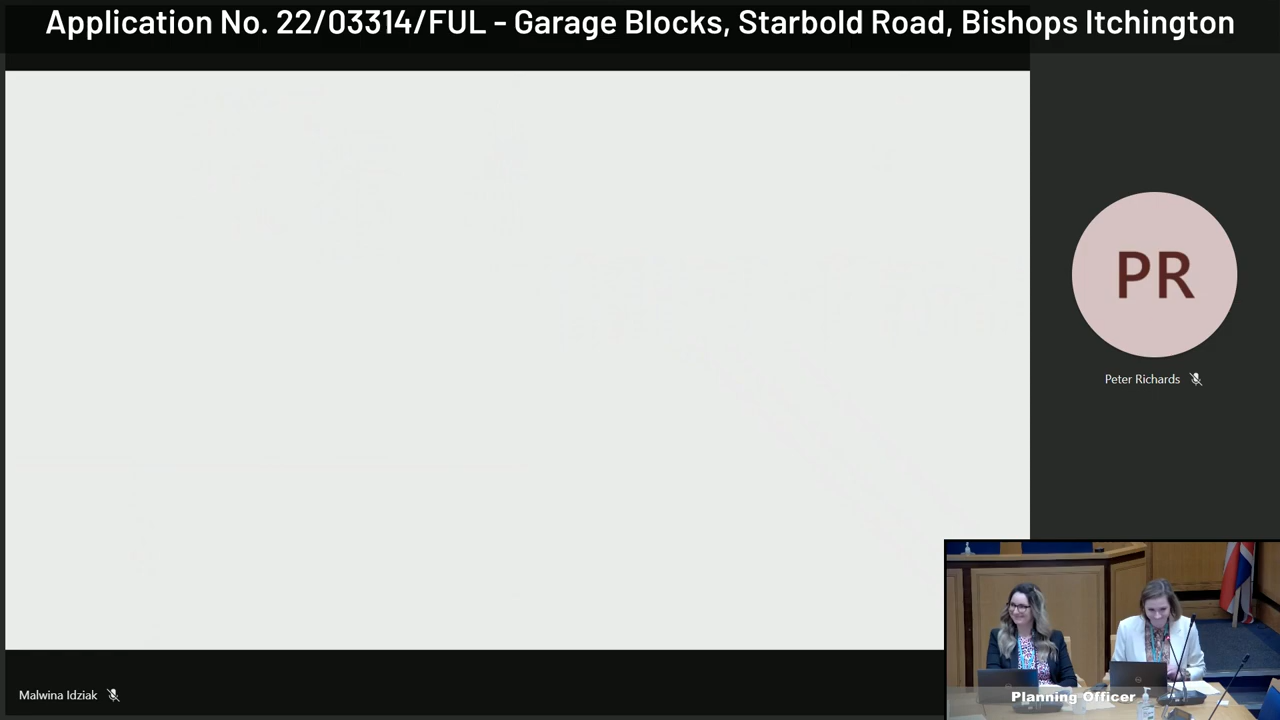 Application No. 22/03314/FUL - Garage Blocks, Starbold Road, Bishops Itchington
PR
Peter Richards
Malwina Idziak
Planning Officer